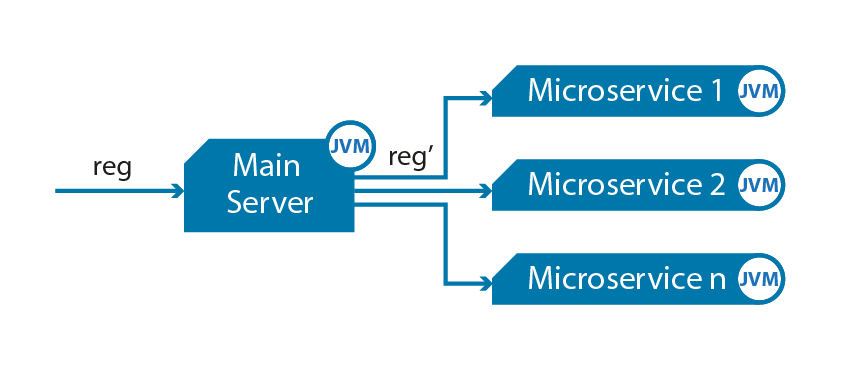 reg
Main
Server
JVM
reg’
Microservice 1
JVM
Microservice 2
JVM
Microservice n
JVM